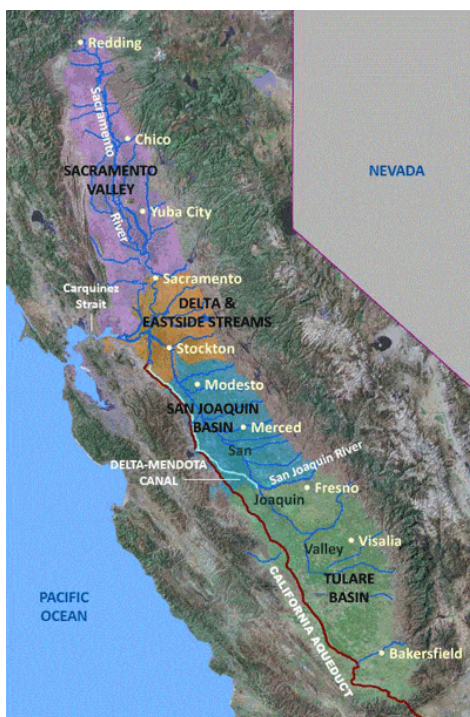 Redding
Sacramento
Chico
SACRAMENTO
VALLEY
NEVADA
Yuba City
River
Sacramento
Carquinez
Strait
DELTA &
EASTSIDE STREAMS
Stockton
Modesto
SAN JOAQUIN
BASIN
Merced
San
San Joaquin River
DELTA-MENDOTA
CANAL
Fresno
Joaquin
Valley
Visalia
TULARE
BASIN
PACIFIC
OCEAN
CALIFORNIA AQUEDUCT
Bakersfield